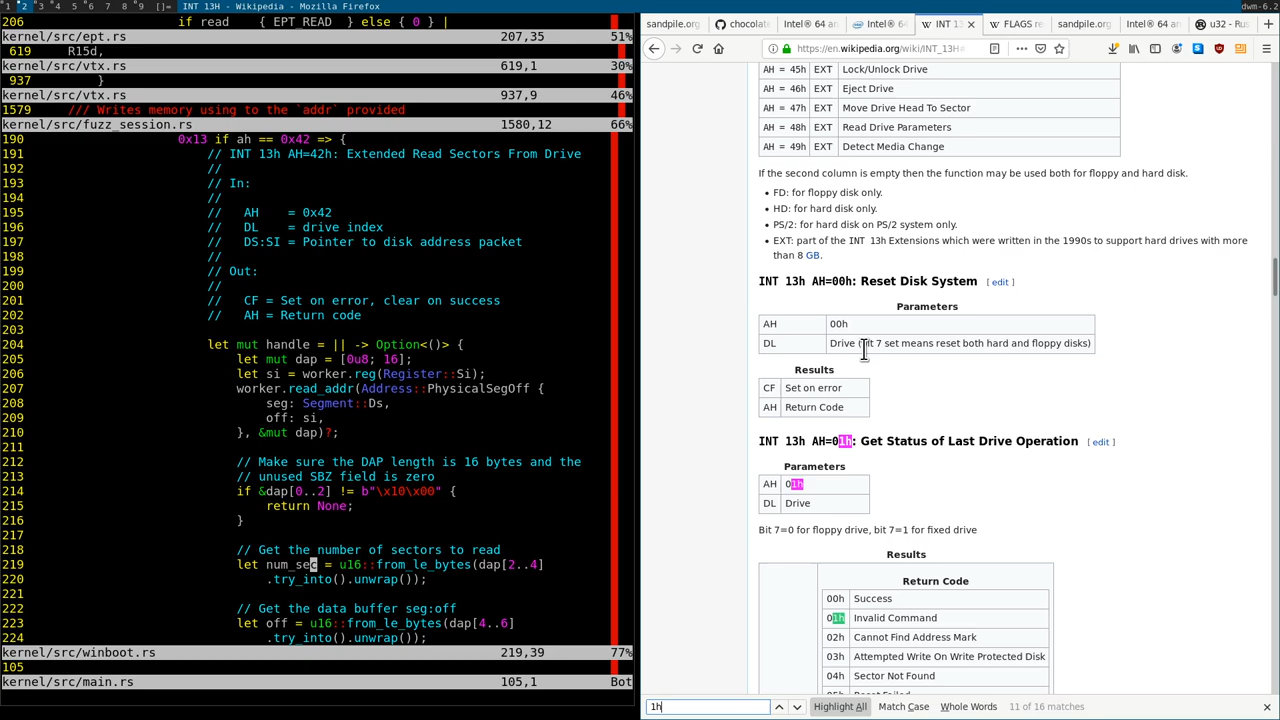 1 2 3 4 5 6 7 8 9 []= INT 13H - Wikipedia - Mozilla Firefox dwm-6.2
206 if read { EPT_READ } else { 0 } |
kernel/src/ept.rs 207,35 51%
619 R15d,
kernel/src/vtx.rs 619,1 30%
937 }
kernel/src/vtx.rs 937,9 46%
1579 /// Writes memory using to the `addr` provided
kernel/src/fuzz_session.rs 1580,12 66%
190 0x13 if ah == 0x42 => {
191 // INT 13h AH=42h: Extended Read Sectors From Drive
192 //
193 // In:
194 //
195 // AH = 0x42
196 // DL = drive index
197 // DS:SI = Pointer to disk address packet
198 //
199 // Out:
200 //
201 // CF = Set on error, clear on success
202 // AH = Return code
203
204 let mut handle = || -> Option<()> {
205 let mut dap = [0u8; 16];
206 let si = worker.reg(Register::Si);
207 worker.read_addr(Address::PhysicalSegOff {
208 seg: Segment::Ds,
209 off: si,
210 }, &mut dap)?;
211
212 // Make sure the DAP length is 16 bytes and the
213 // unused SBZ field is zero
214 if &dap[0..2] != b"\x10\x00" {
215 return None;
216 }
217
218 // Get the number of sectors to read
219 let num_sec = u16::from_le_bytes(dap[2..4]
220 .try_into().unwrap());
221
222 // Get the data buffer seg:off
223 let off = u16::from_le_bytes(dap[4..6]
224 .try_into().unwrap());
kernel/src/winboot.rs 219,39 77%
105
kernel/src/main.rs 105,1 Bot
sandpile.org chocolate Intel® 64 an Intel® 64 INT 13 FLAGS re sandpile.org Intel® 64 an u32 - Rus
https://en.wikipedia.org/wiki/INT_13H
AH = 45h EXT Lock/Unlock Drive
AH = 46h EXT Eject Drive
AH = 47h EXT Move Drive Head To Sector
AH = 48h EXT Read Drive Parameters
AH = 49h EXT Detect Media Change
If the second column is empty then the function may be used both for floppy and hard disk.
• FD: for floppy disk only.
• HD: for hard disk only.
• PS/2: for hard disk on PS/2 system only.
• EXT: part of the INT 13h Extensions which were written in the 1990s to support hard drives with more
than 8 GB.
INT 13h AH=00h: Reset Disk System [ edit ]
Parameters
AH 00h
DL Drive (bit 7 set means reset both hard and floppy disks)
Results
CF Set on error
AH Return Code
INT 13h AH=01h: Get Status of Last Drive Operation [ edit ]
Parameters
AH 01h
DL Drive
Bit 7=0 for floppy drive, bit 7=1 for fixed drive
Results
Return Code
00h Success
01h Invalid Command
02h Cannot Find Address Mark
03h Attempted Write On Write Protected Disk
04h Sector Not Found
1h Highlight All Match Case Whole Words 11 of 16 matches